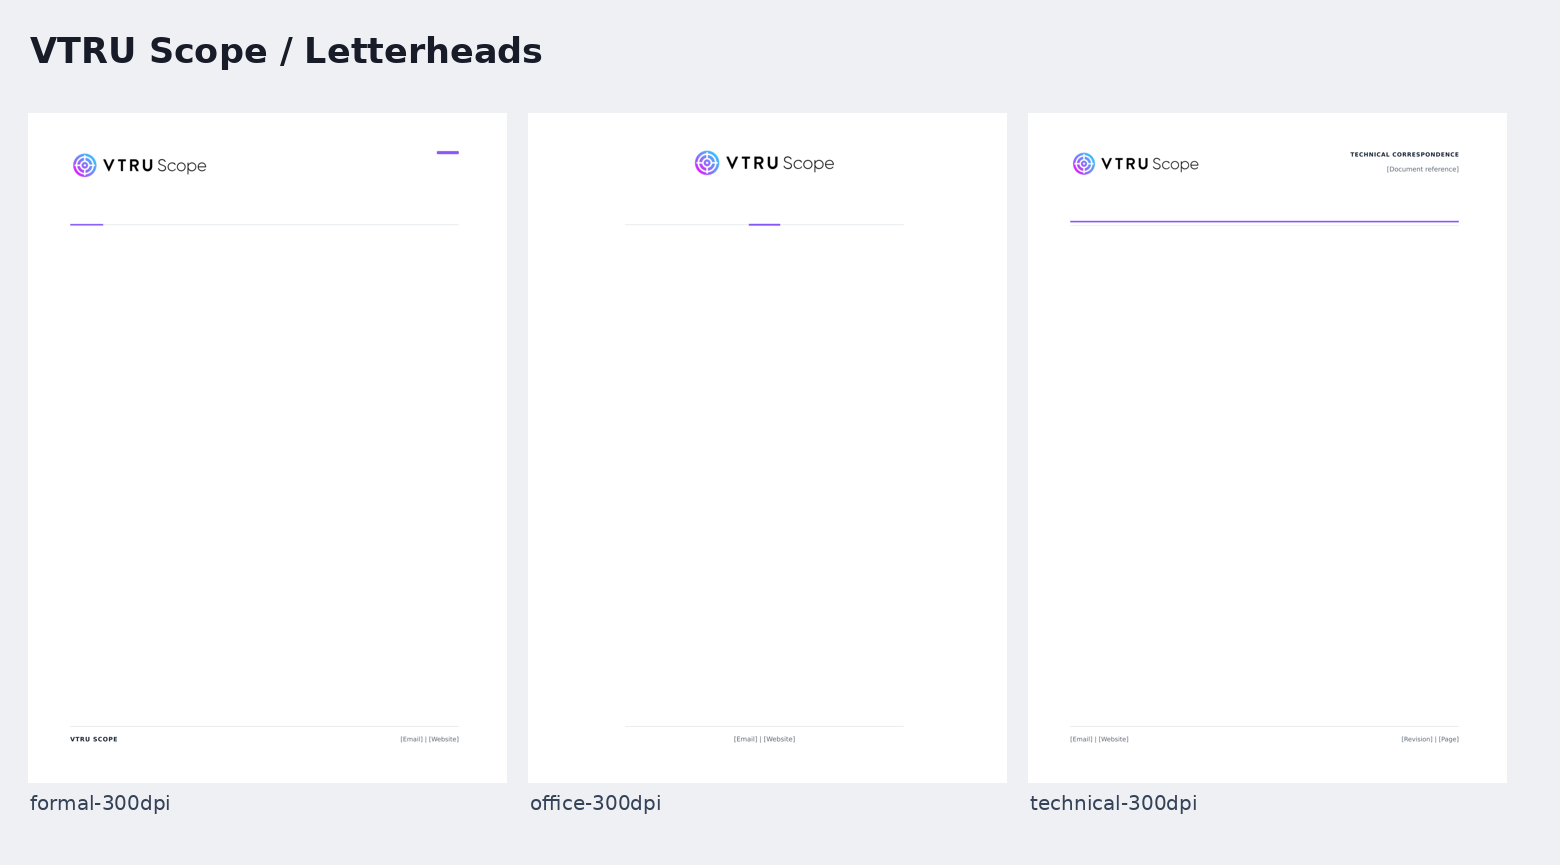 VTRU Scope / Letterheads
VTRU Scope
VTRU SCOPE
[Email] | [Website]
formal-300dpi
VTRU Scope
[Email] | [Website]
office-300dpi
VTRU Scope
TECHNICAL CORRESPONDENCE
[Document reference]
[Email] | [Website]
[Revision] | [Page]
technical-300dpi